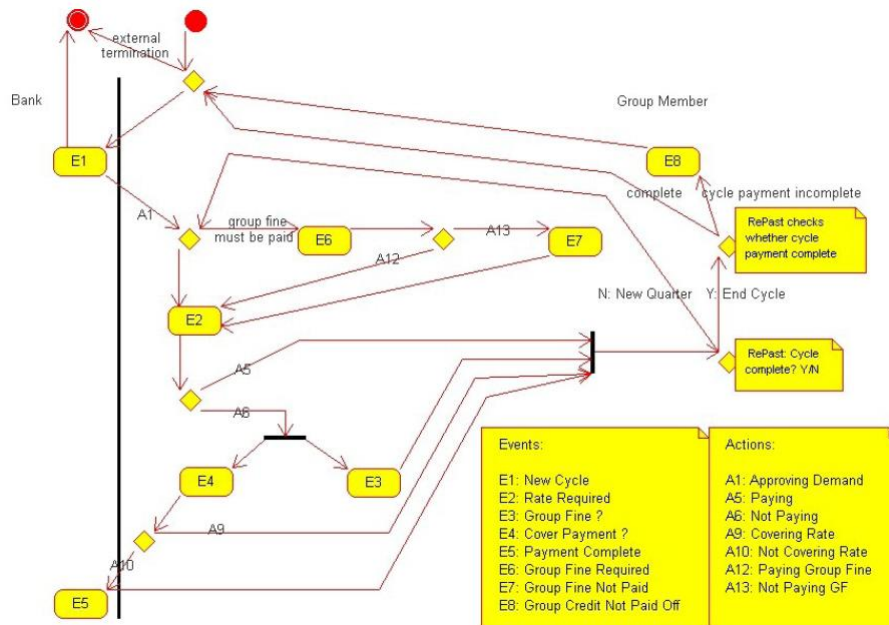 external
termination
Bank
Group Member
E1
E8
complete
cycle payment incomplete
A1
group fine
must be paid
A13
RePast checks
whether cycle
payment complete
E6
E7
A12
N: New Quarter
Y: End Cycle
E2
A5
RePast: Cycle
complete? Y/N
A6
E4
E3
A9
A10
E5
Events:
E1: New Cycle
E2: Rate Required
E3: Group Fine ?
E4: Cover Payment ?
E5: Payment Complete
E6: Group Fine Required
E7: Group Fine Not Paid
E8: Group Credit Not Paid Off
Actions:
A1: Approving Demand
A5: Paying
A6: Not Paying
A9: Covering Rate
A10: Not Covering Rate
A12: Paying Group Fine
A13: Not Paying GF